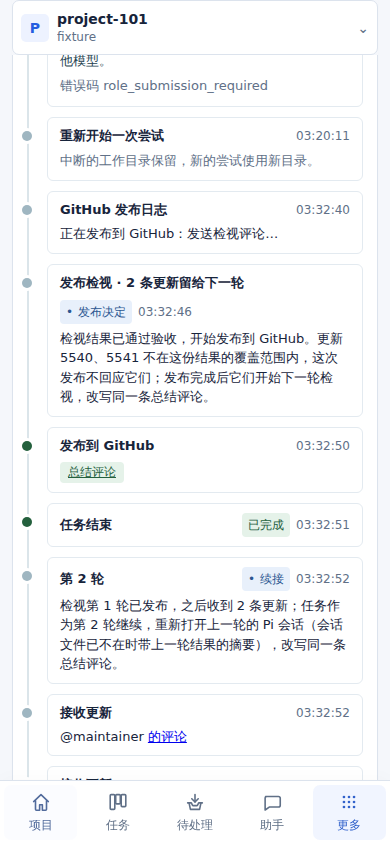 P
project-101
fixture
他模型。
错误码 role_submission_required
重新开始一次尝试 03:20:11
中断的工作目录保留，新的尝试使用新目录。
GitHub 发布日志 03:32:40
正在发布到 GitHub：发送检视评论…
发布检视 · 2 条更新留给下一轮
• 发布决定 03:32:46
检视结果已通过验收，开始发布到 GitHub。更新
5540、5541 不在这份结果的覆盖范围内，这次
发布不回应它们；发布完成后它们开始下一轮检
视，改写同一条总结评论。
发布到 GitHub 03:32:50
总结评论
任务结束 已完成 03:32:51
第 2 轮 • 续接 03:32:52
检视第 1 轮已发布，之后收到 2 条更新；任务作
为第 2 轮继续，重新打开上一轮的 Pi 会话（会话
文件已不在时带上一轮结果的摘要），改写同一条
总结评论。
接收更新 03:32:52
@maintainer 的评论
项目
任务
待处理
助手
更多